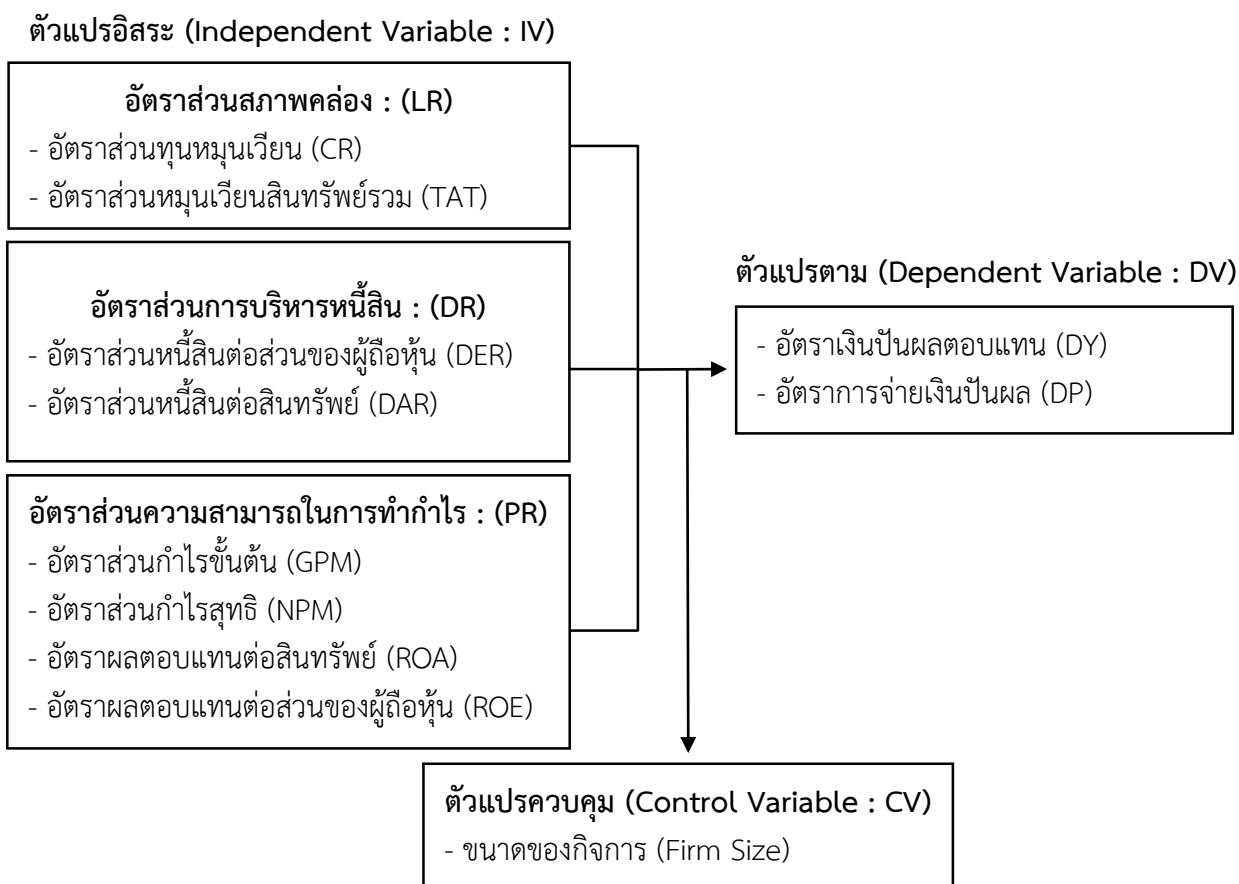 ตัวแปรอิสระ (Independent Variable : IV)
อัตราส่วนสภาพคล่อง : (LR)
- อัตราส่วนทุนหมุนเวียน (CR)
- อัตราส่วนหมุนเวียนสินทรัพย์รวม (TAT)
อัตราส่วนการบริหารหนี้สิน : (DR)
- อัตราส่วนหนี้สินต่อส่วนของผู้ถือหุ้น (DER)
- อัตราส่วนหนี้สินต่อสินทรัพย์ (DAR)
อัตราส่วนความสามารถในการทำกำไร : (PR)
- อัตราส่วนกำไรขั้นต้น (GPM)
- อัตราส่วนกำไรสุทธิ (NPM)
- อัตราผลตอบแทนต่อสินทรัพย์ (ROA)
- อัตราผลตอบแทนต่อส่วนของผู้ถือหุ้น (ROE)
ตัวแปรตาม (Dependent Variable : DV)
- อัตราเงินปันผลตอบแทน (DY)
- อัตราการจ่ายเงินปันผล (DP)
ตัวแปรควบคุม (Control Variable : CV)
- ขนาดของกิจการ (Firm Size)